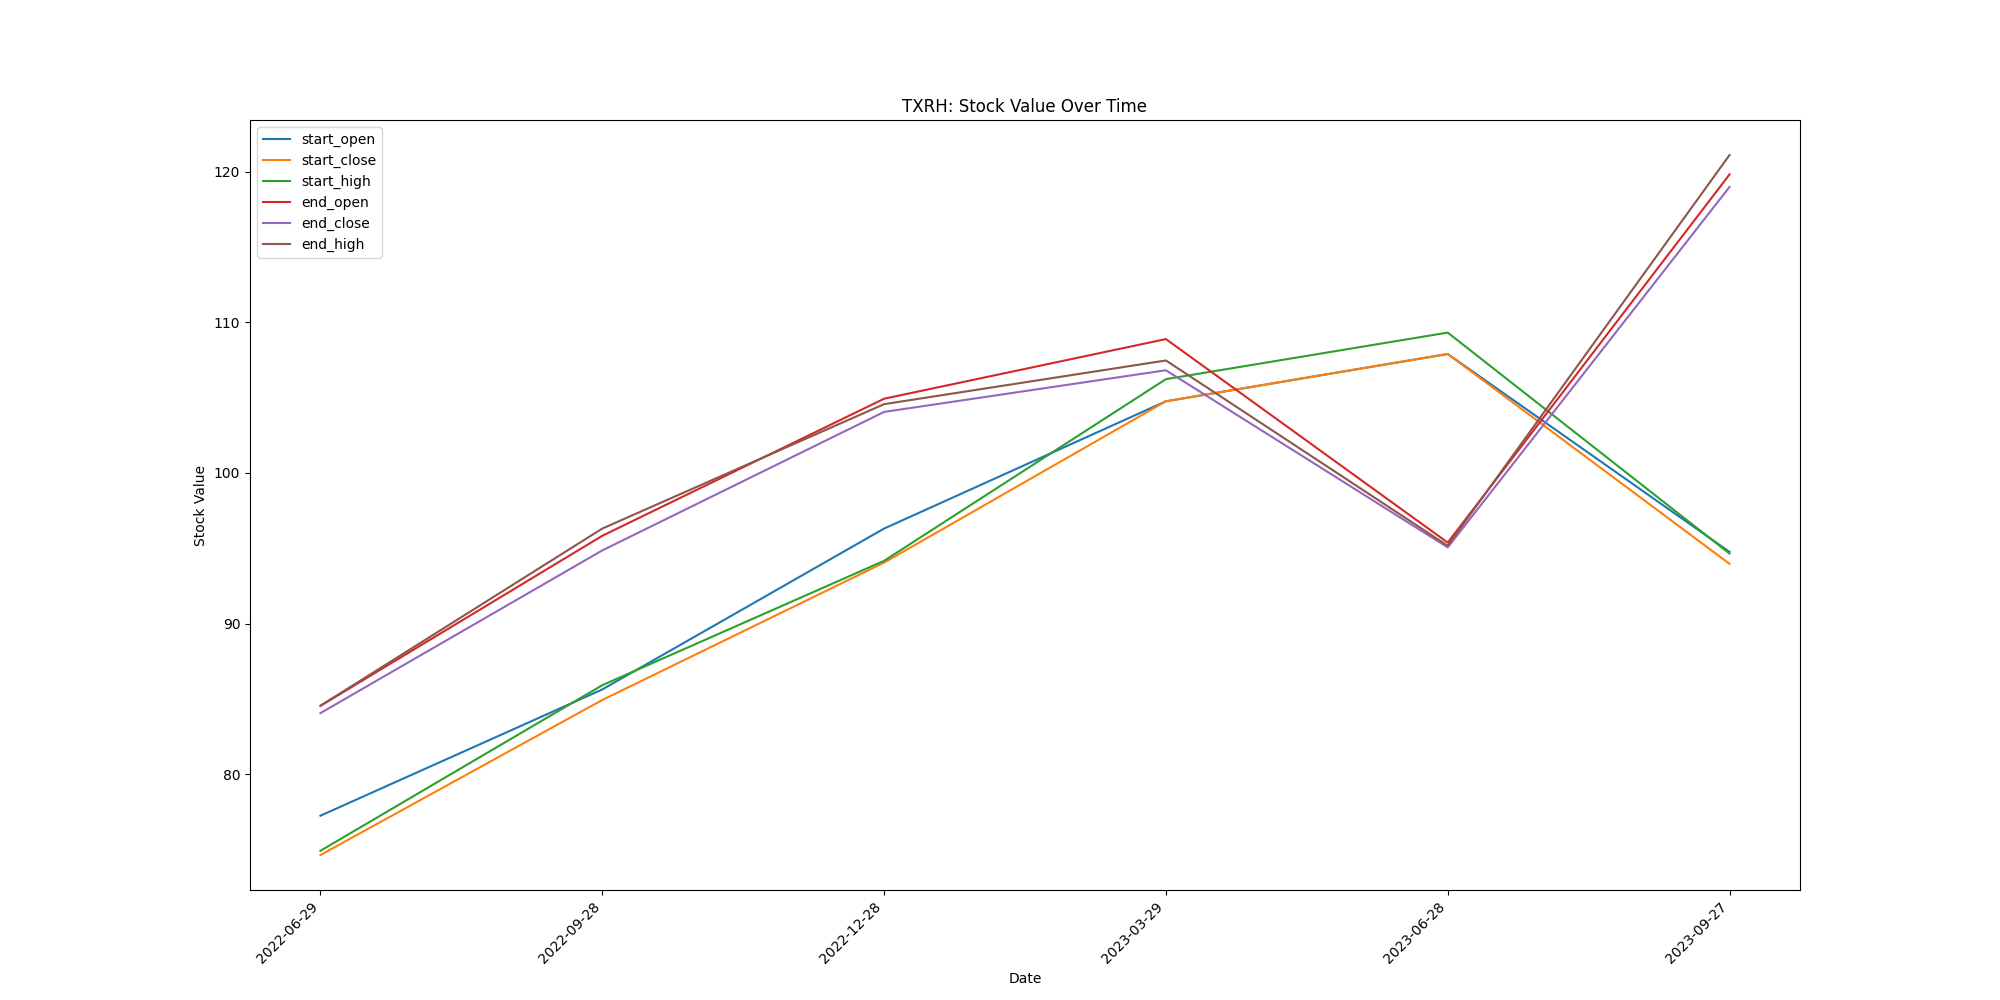 TXRH: Stock Value Over Time
start_open
start_close
start_high
end_open
end_close
end_high
120
110
100
90
80
Stock Value
2022-06-29
2022-09-28
2022-12-28
2023-03-29
2023-06-28
2023-09-27
Date